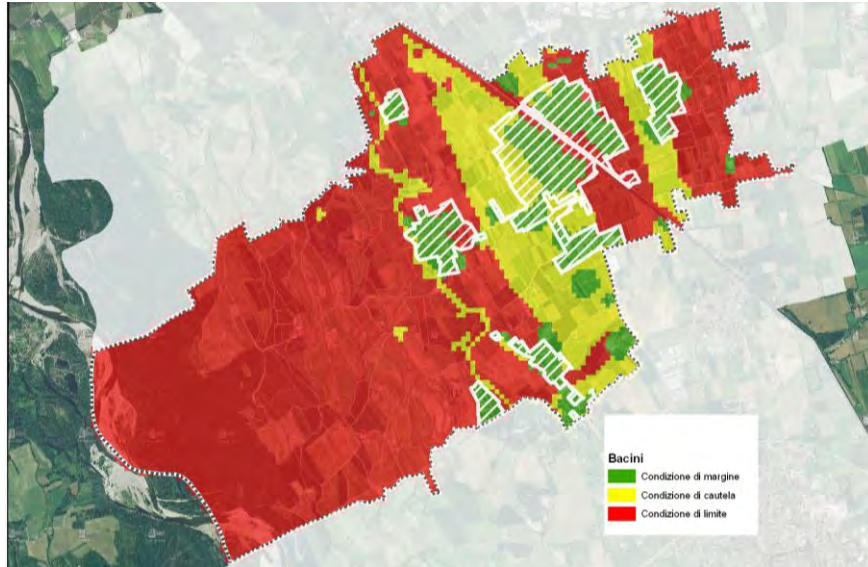 Bacini
Condizione di margine
Condizione di cautela
Condizione di limite